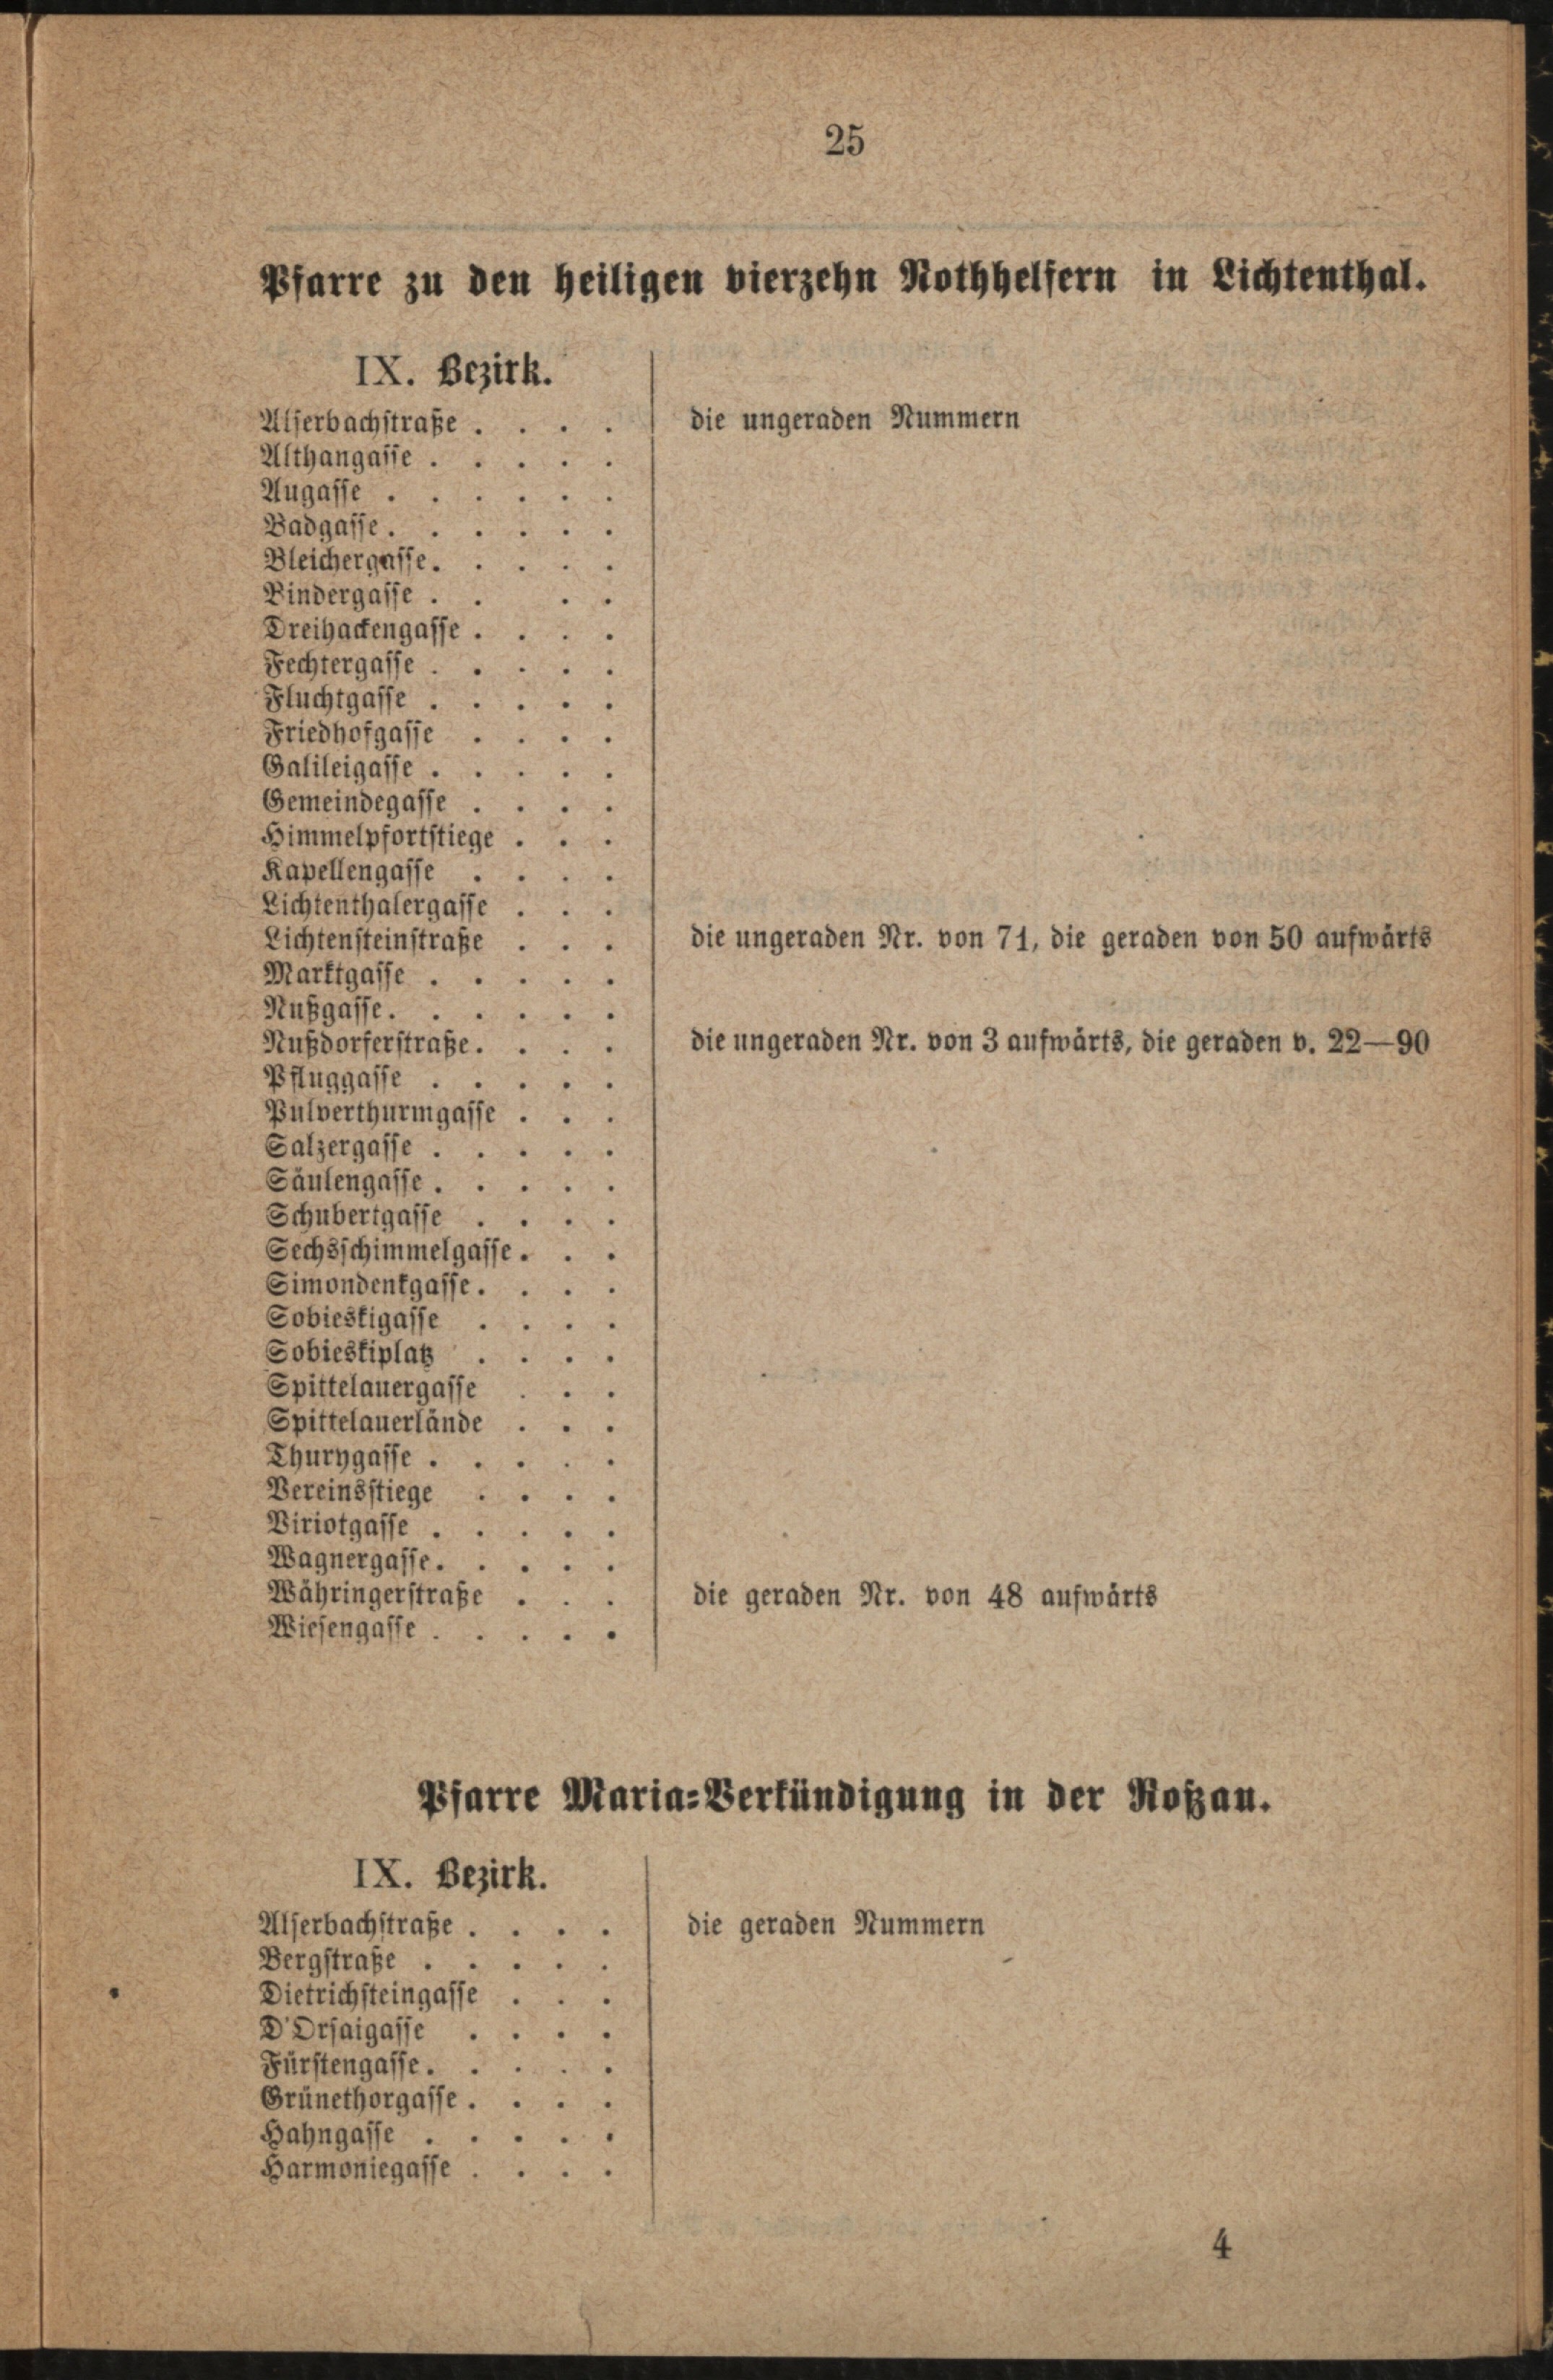 25
Pfarre zu den heiligen vierzehn Nothhelfern in Lichtenthal.
IX. Bezirk.
Alserbachstraße . . . . die ungeraden Nummern
Althangasse . . . . .
Augasse . . . . . .
Badgasse . . . . . .
Bleichergasse . . . . .
Bindergasse . . . .
Dreihackengasse . . . .
Fechtergasse . . . . .
Fluchtgasse . . . . .
Friedhofgasse . . . .
Galileigasse . . . . .
Gemeindegasse . . . .
Himmelpfortstiege . . .
Kapellengasse . . . .
Lichtenthalergasse . . .
Lichtensteinstraße . . . die ungeraden Nr. von 71, die geraden von 50 aufwärts
Marktgasse . . . . .
Nußgasse . . . . . .
Nußdorferstraße . . . . die ungeraden Nr. von 3 aufwärts, die geraden v. 22—90
Pfluggasse . . . . .
Pulverthurmgasse . . .
Salzergasse . . . . .
Säulengasse . . . . .
Schubertgasse . . . .
Sechsschimmelgasse . . .
Simondenkgasse . . . .
Sobieskigasse . . . .
Sobieskiplatz . . . .
Spittelauergasse . . .
Spittelauerlände . . .
Thurygasse . . . . .
Vereinsstiege . . . .
Viriotgasse . . . . .
Wagnergasse . . . . .
Währingerstraße . . . die geraden Nr. von 48 aufwärts
Wiesengasse . . . . .
Pfarre Maria-Verkündigung in der Roßau.
IX. Bezirk.
Alserbachstraße . . . . die geraden Nummern
Bergstraße . . . . .
Dietrichsteingasse . . .
D'Orsaigasse . . . .
Fürstengasse . . . . .
Grünethorgasse . . . .
Hahngasse . . . . .
Harmoniegasse . . . .
4